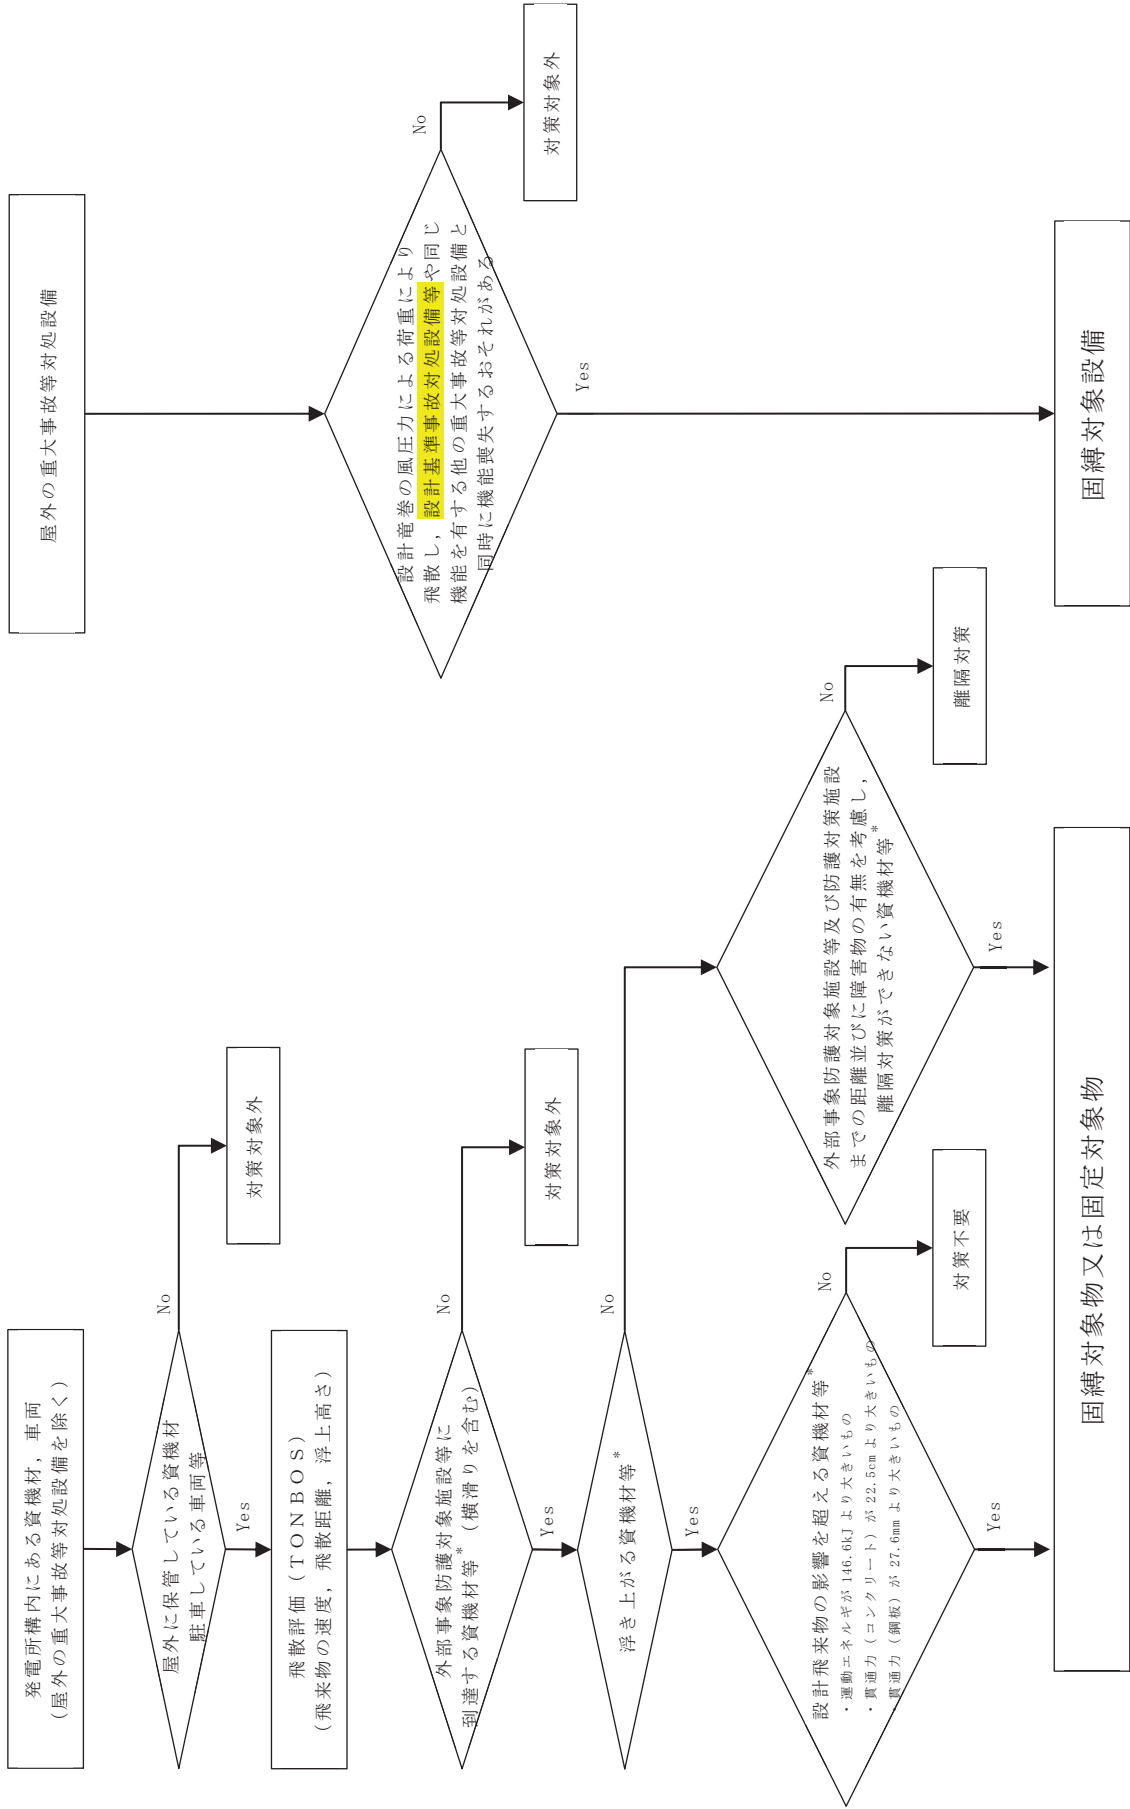 発電所構内にある資機材，車両
（屋外の重大事故等対処設備を除く）
屋外に保管している資機材
駐車している車両等
No
対策対象外
Yes
飛散評価（ＴＯＮＢＯＳ）
（飛来物の速度，飛散距離，浮上高さ）
外部事象防護対象施設等に
到達する資機材等*（横滑りを含む）
No
対策対象外
Yes
浮き上がる資機材等*
No
Yes
設計飛来物の影響を超える資機材等*
・運動エネルギが 146.6kJ より大きいもの
・貫通力（コンクリート）が 22.5cm より大きいもの
・貫通力（鋼板）が 27.6mm より大きいもの
No
対策不要
Yes
外部事象防護対象施設等及び防護対策施設
までの距離並びに障害物の有無を考慮し，
離隔対策ができない資機材等*
No
離隔対策
Yes
固縛対象物又は固定対象物
屋外の重大事故等対処設備
設計竜巻の風圧力による荷重により
飛散し，設計基準事故対処設備等や同じ
機能を有する他の重大事故等対処設備と
同時に機能喪失するおそれがある
No
対策対象外
Yes
固縛対象設備